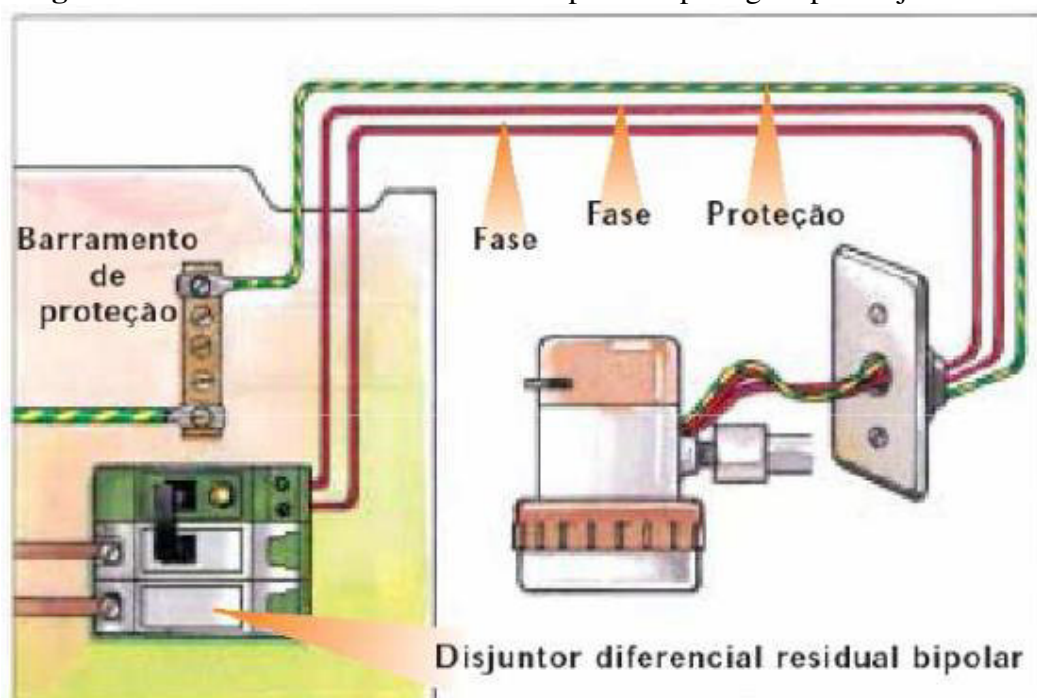 Barramento
de
proteção
Fase
Fase
Proteção
Disjuntor diferencial residual bipolar